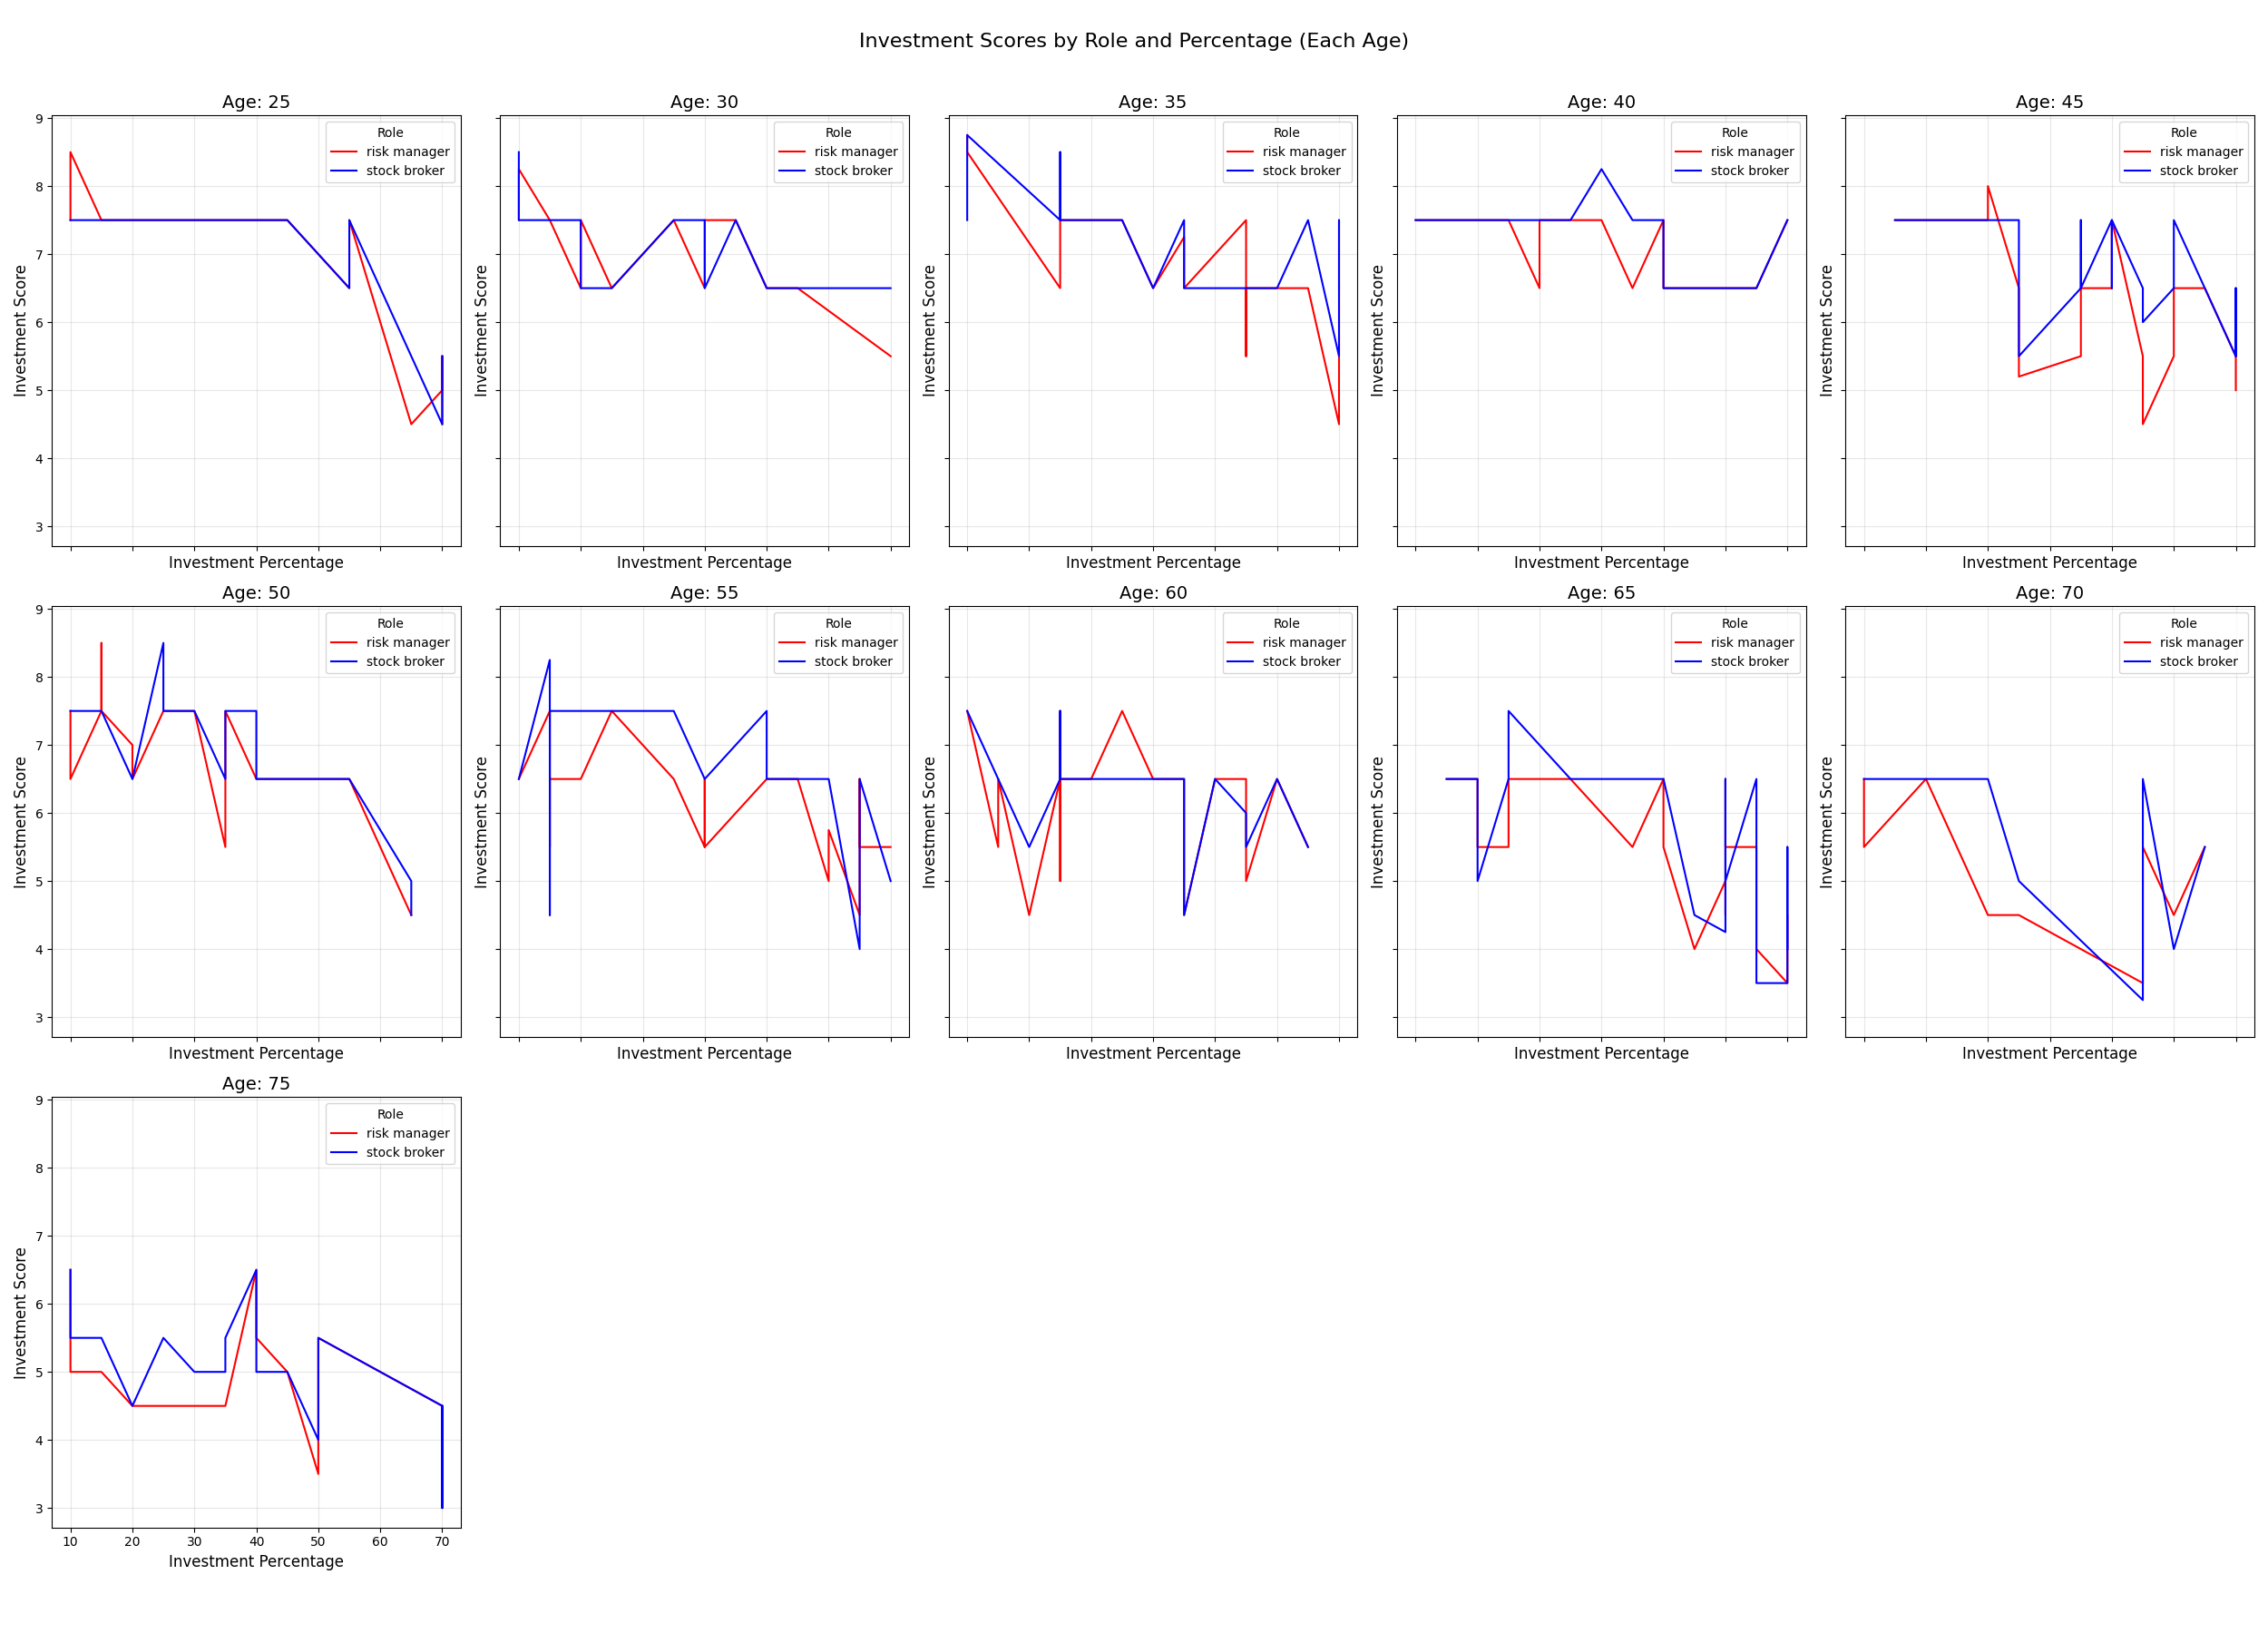 Investment Scores by Role and Percentage (Each Age)
Age: 25
Role
risk manager
stock broker
9
8
7
6
5
4
3
Investment Score
Investment Percentage
Age: 30
Role
risk manager
stock broker
Investment Score
Investment Percentage
Age: 35
Role
risk manager
stock broker
Investment Score
Investment Percentage
Age: 40
Role
risk manager
stock broker
Investment Score
Investment Percentage
Age: 45
Role
risk manager
stock broker
Investment Score
Investment Percentage
Age: 50
Role
risk manager
stock broker
9
8
7
6
5
4
3
Investment Score
Investment Percentage
Age: 55
Role
risk manager
stock broker
Investment Score
Investment Percentage
Age: 60
Role
risk manager
stock broker
Investment Score
Investment Percentage
Age: 65
Role
risk manager
stock broker
Investment Score
Investment Percentage
Age: 70
Role
risk manager
stock broker
Investment Score
Investment Percentage
Age: 75
Role
risk manager
stock broker
9
8
7
6
5
4
3
Investment Score
10 20 30 40 50 60 70
Investment Percentage